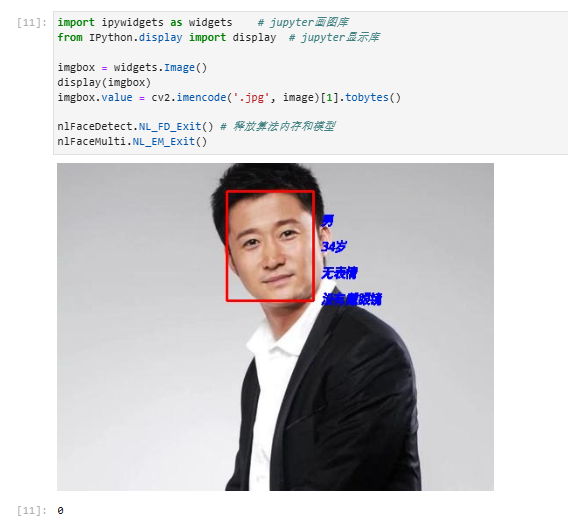 [11]: import ipywidgets as widgets    # jupyter画图库
from IPython.display import display  # jupyter显示库
imgbox = widgets.Image()
display(imgbox)
imgbox.value = cv2.imencode('.jpg', image)[1].tobytes()
nlFaceDetect.NL_FD_Exit() # 释放算法内存和模型
nlFaceMulti.NL_EM_Exit()
男
34岁
无表情
没有戴眼镜
[11]: 0